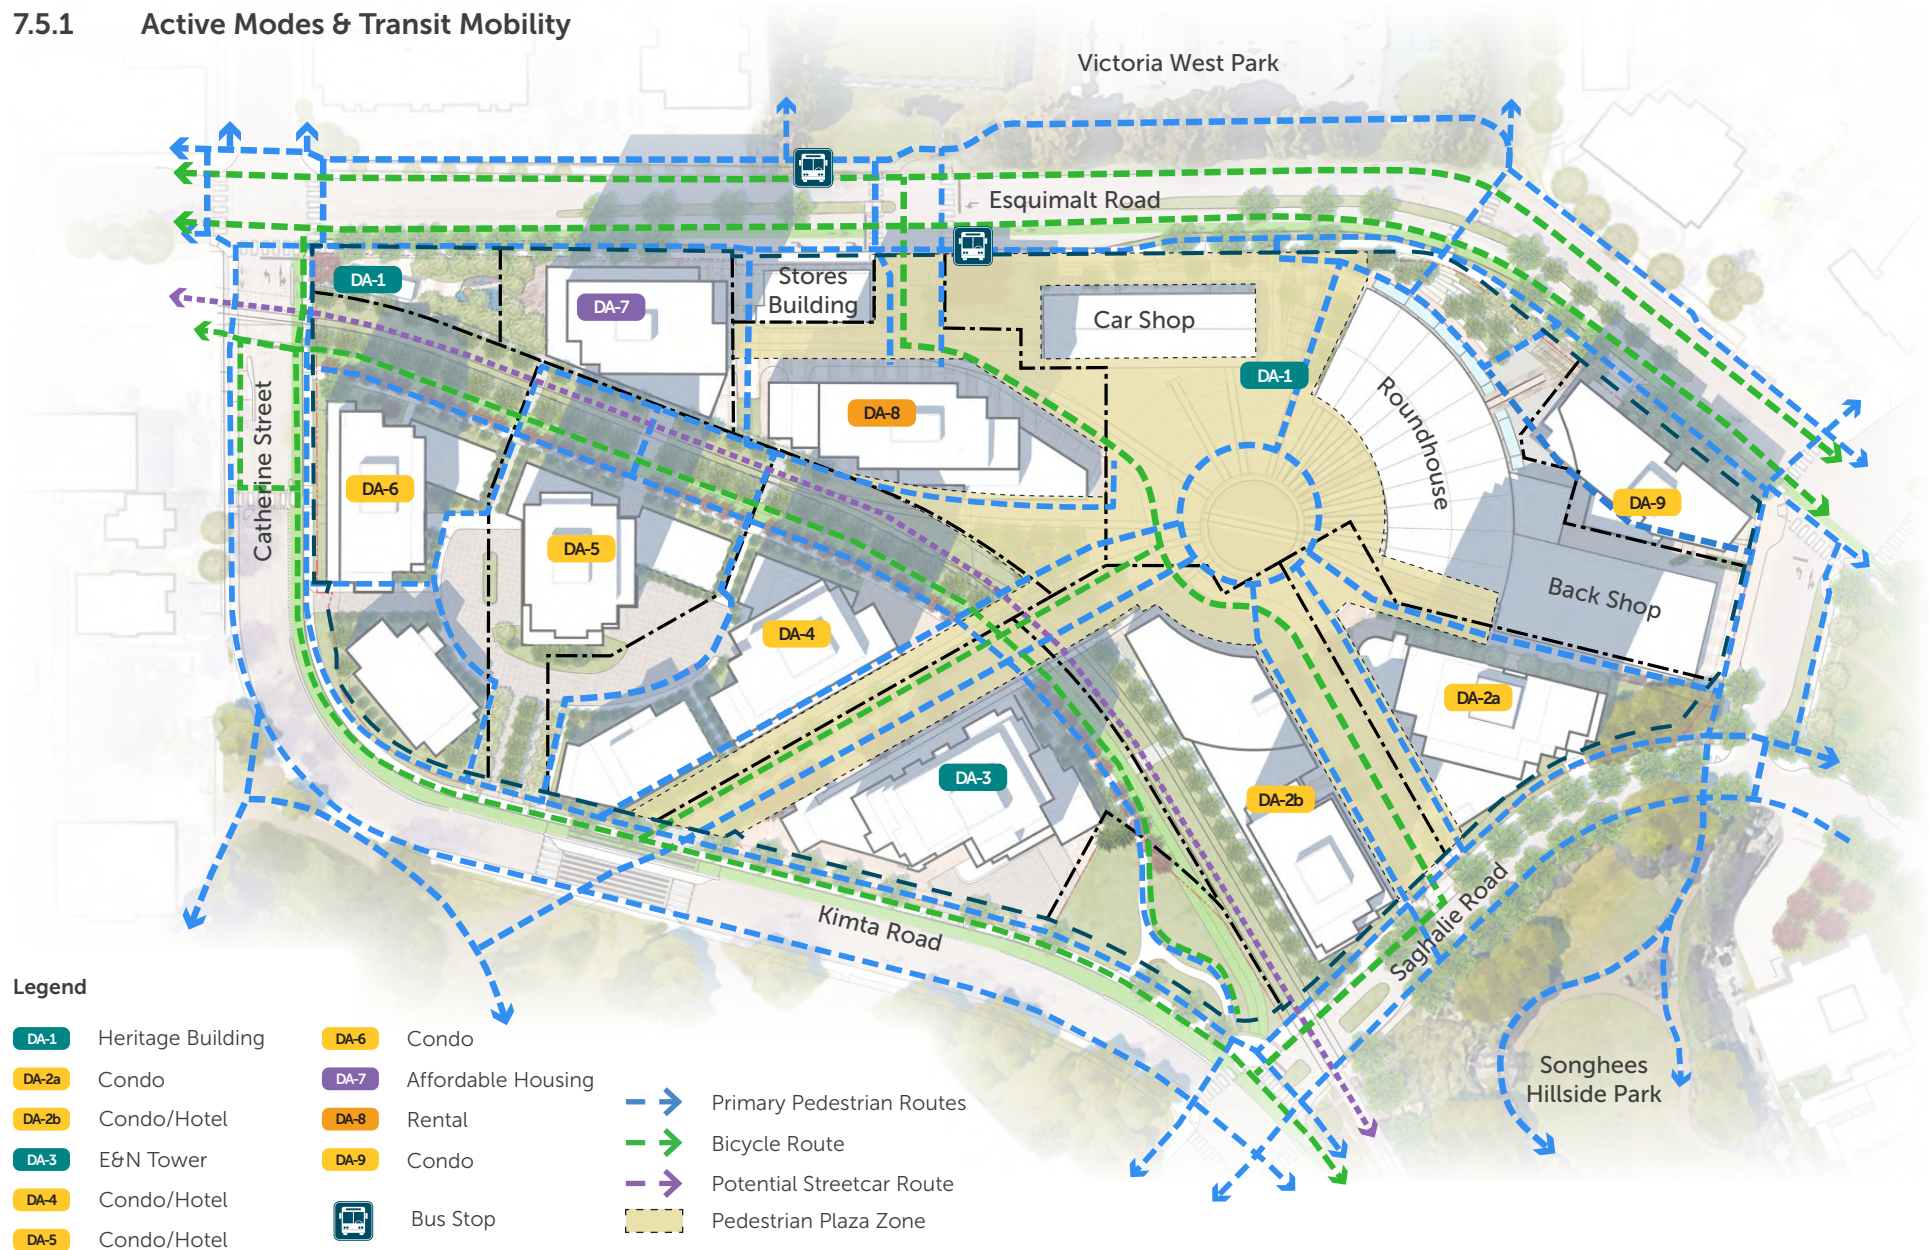 7.5.1 Active Modes & Transit Mobility
Victoria West Park
Esquimalt Road
DA-1
DA-7
Stores
Building
Car Shop
DA-1
DA-8
Roundhouse
Catherine Street
DA-6
DA-5
DA-9
Back Shop
DA-4
DA-2a
DA-3
DA-2b
Kimta Road
Saghalie Road
Songhees
Hillside Park
Legend
DA-1 Heritage Building
DA-2a Condo
DA-2b Condo/Hotel
DA-3 E&N Tower
DA-4 Condo/Hotel
DA-5 Condo/Hotel
DA-6 Condo
DA-7 Affordable Housing
DA-8 Rental
DA-9 Condo
Bus Stop
Primary Pedestrian Routes
Bicycle Route
Potential Streetcar Route
Pedestrian Plaza Zone